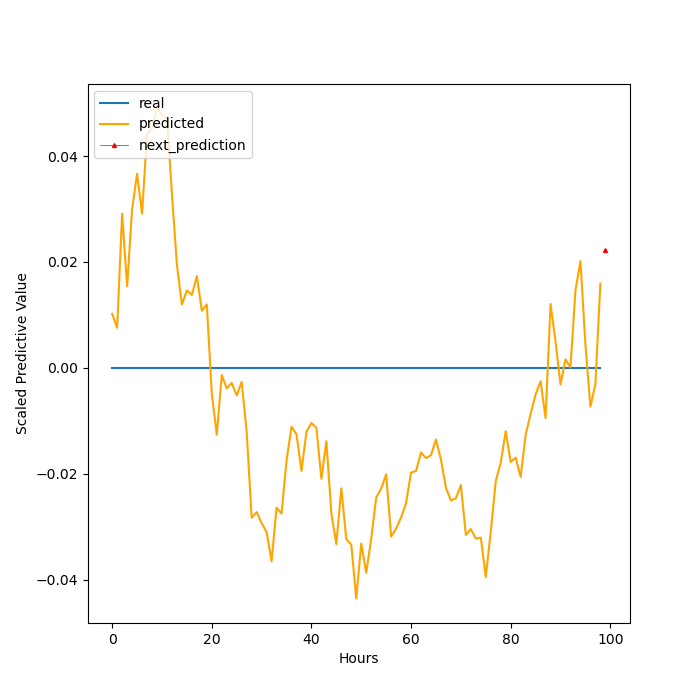 real
predicted
next_prediction
0.04
0.02
0.00
−0.02
−0.04
Scaled Predictive Value
0 20 40 60 80 100
Hours